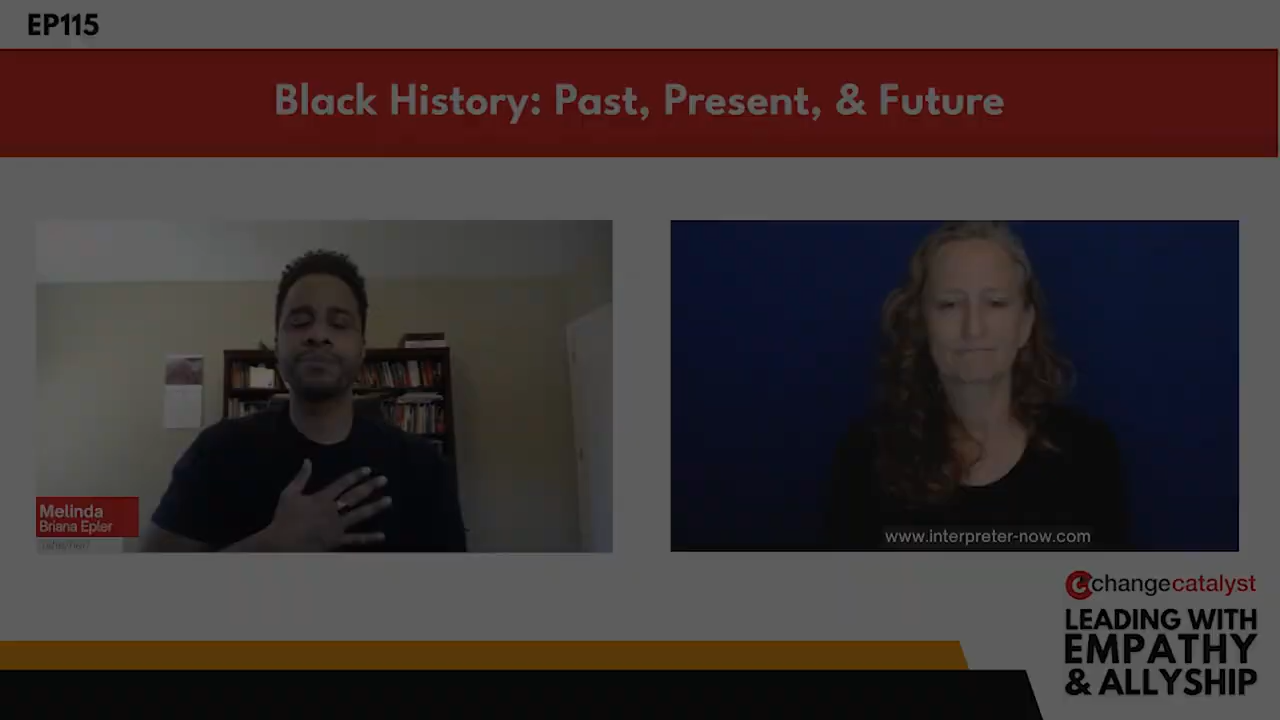 EP115
Black History: Past, Present, & Future
Melinda
Briana Epler
www.interpreter-now.com
changecatalyst
LEADING WITH
EMPATHY
& ALLYSHIP